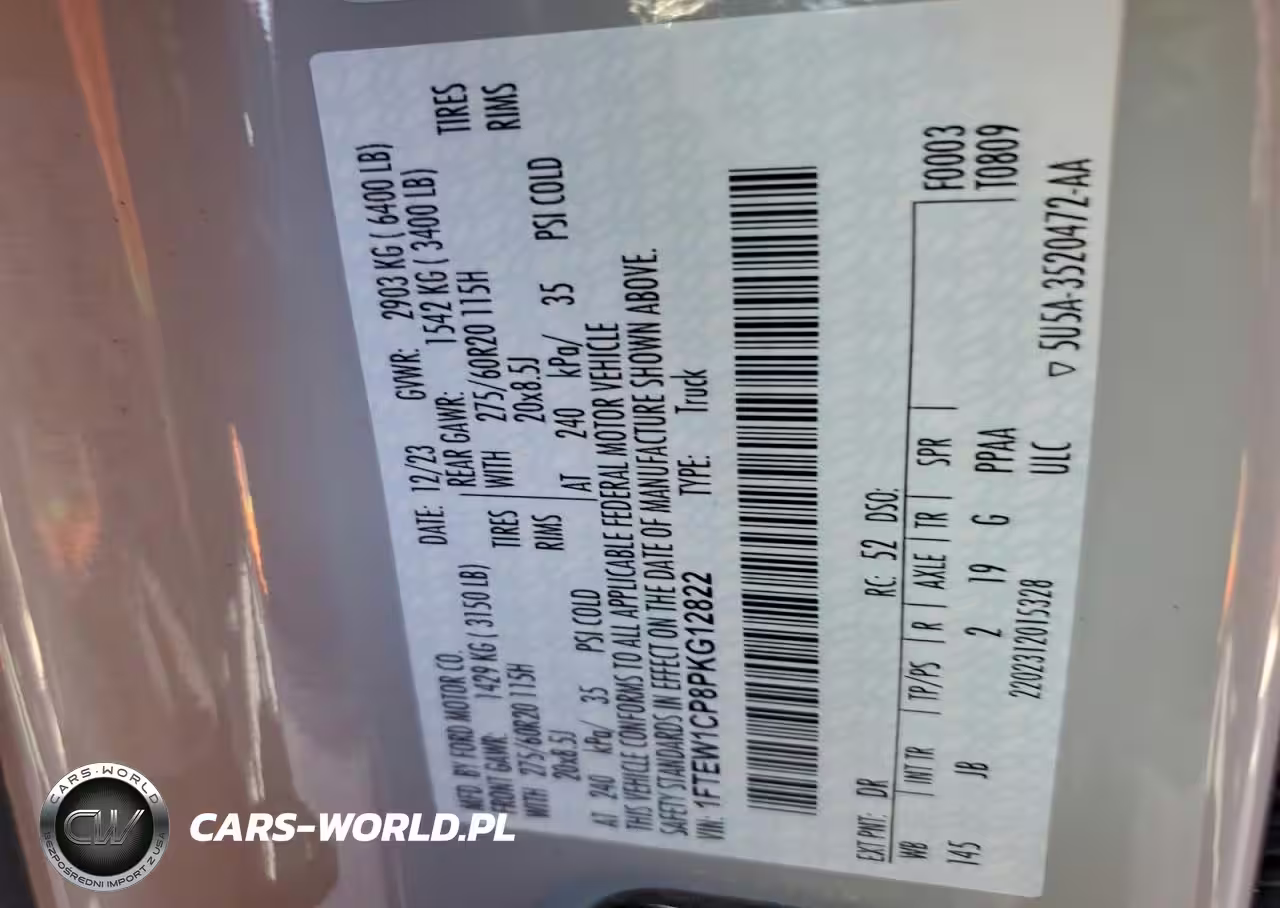 MFD. BY FORD MOTOR CO.
DATE: 12/23 GVWR: 2903 KG ( 6400 LB)
FRONT GAWR: 1429 KG ( 3150 LB)
REAR GAWR: 1542 KG ( 3400 LB)
WITH 275/60R20 115H TIRES
WITH 275/60R20 115H TIRES
20x8.5J RIMS
20x8.5J RIMS
AT 240 kPa/ 35 PSI COLD
AT 240 kPa/ 35 PSI COLD
THIS VEHICLE CONFORMS TO ALL APPLICABLE FEDERAL MOTOR VEHICLE
SAFETY STANDARDS IN EFFECT ON THE DATE OF MANUFACTURE SHOWN ABOVE.
VIN: 1FTEW1CP8PKG12822 TYPE: Truck
EXT PNT: DR RC: 52 DSO:
WB INT TR TP/PS R AXLE TR SPR F0003
145 JB 2 19 G PPAA T0809
2202312015328 ULC
5U5A-3520472-AA
CARS-WORLD
CW
BEZPOŚREDNI IMPORT Z USA
CARS-WORLD.PL